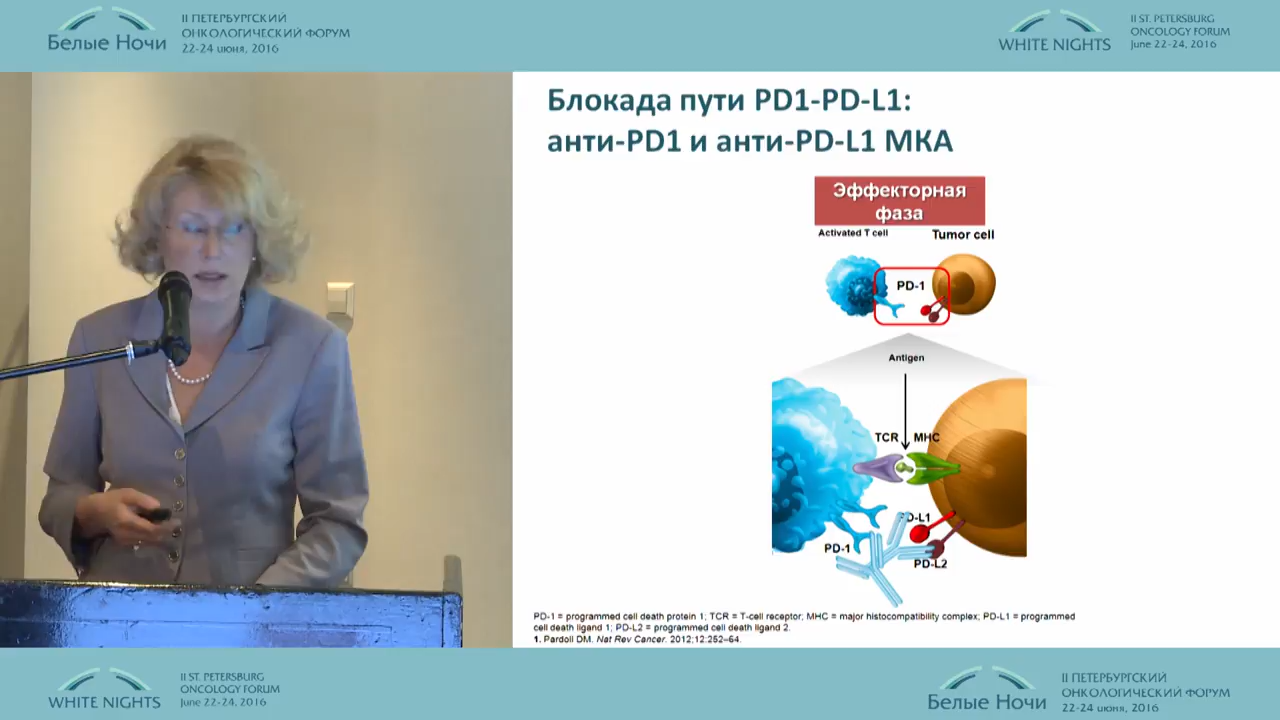 Белые Ночи
II ПЕТЕРБУРГСКИЙ
ОНКОЛОГИЧЕСКИЙ ФОРУМ
22-24 июня, 2016
WHITE NIGHTS
II ST. PETERSBURG
ONCOLOGY FORUM
June 22-24, 2016
Блокада пути PD1-PD-L1:
анти-PD1 и анти-PD-L1 МКА
Эффекторная
фаза
Activated T cell
Tumor cell
PD-1
Antigen
TCR
MHC
PD-L1
PD-1
PD-L2
PD-1 = programmed cell death protein 1; TCR = T-cell receptor; MHC = major histocompatibility complex; PD-L1 = programmed
cell death ligand 1; PD-L2 = programmed cell death ligand 2.
1. Pardoll DM. Nat Rev Cancer. 2012;12:252–64.
WHITE NIGHTS
II ST. PETERSBURG
ONCOLOGY FORUM
June 22-24, 2016
Белые Ночи
II ПЕТЕРБУРГСКИЙ
ОНКОЛОГИЧЕСКИЙ ФОРУМ
22-24 июня, 2016